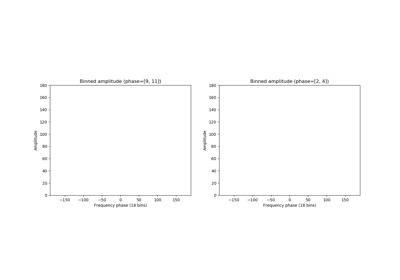 Binned amplitude (phase=[9, 11])
180
160
140
120
100
80
60
40
20
0
Amplitude
−150 −100 −50 0 50 100 150
Frequency phase (18 bins)
Binned amplitude (phase=[2, 4])
180
160
140
120
100
80
60
40
20
0
Amplitude
−150 −100 −50 0 50 100 150
Frequency phase (18 bins)